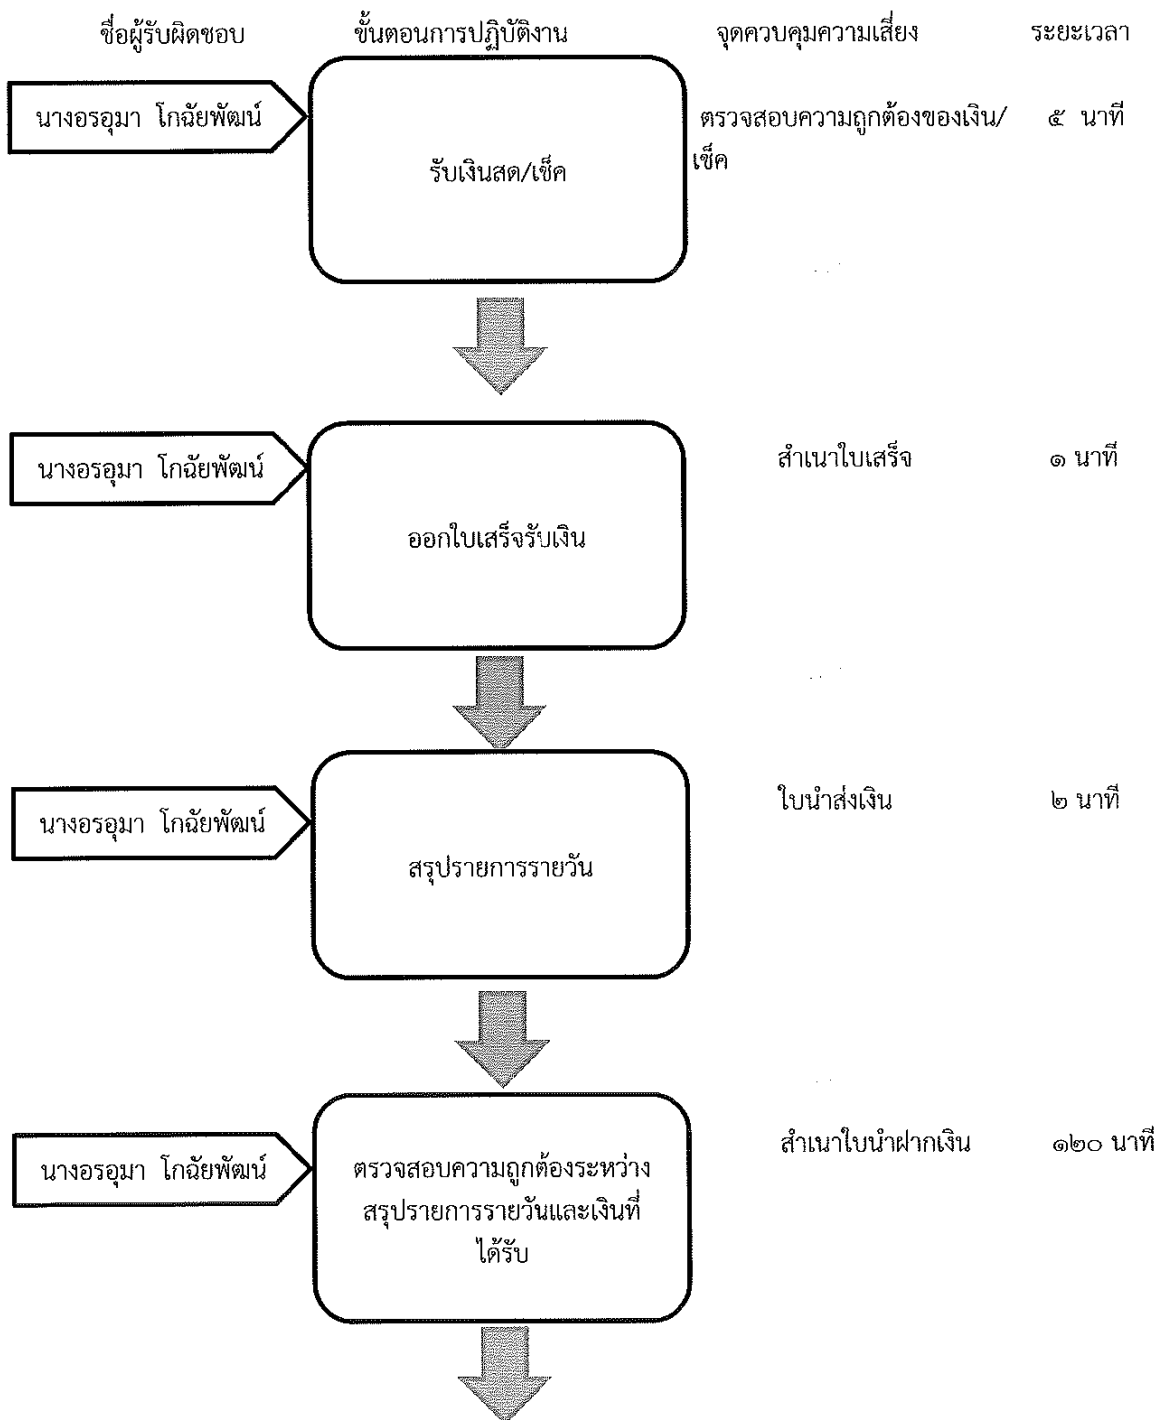 ชื่อผู้รับผิดชอบ ขั้นตอนการปฏิบัติงาน จุดควบคุมความเสี่ยง ระยะเวลา
นางอรอุมา โกฉัยพัฒน์
รับเงินสด/เช็ค
ตรวจสอบความถูกต้องของเงิน/
เช็ค
๕ นาที
นางอรอุมา โกฉัยพัฒน์
ออกใบเสร็จรับเงิน
สำเนาใบเสร็จ
๑ นาที
นางอรอุมา โกฉัยพัฒน์
สรุปรายการรายวัน
ใบนำส่งเงิน
๒ นาที
นางอรอุมา โกฉัยพัฒน์
ตรวจสอบความถูกต้องระหว่าง
สรุปรายการรายวันและเงินที่
ได้รับ
สำเนาใบนำฝากเงิน
๑๒๐ นาที